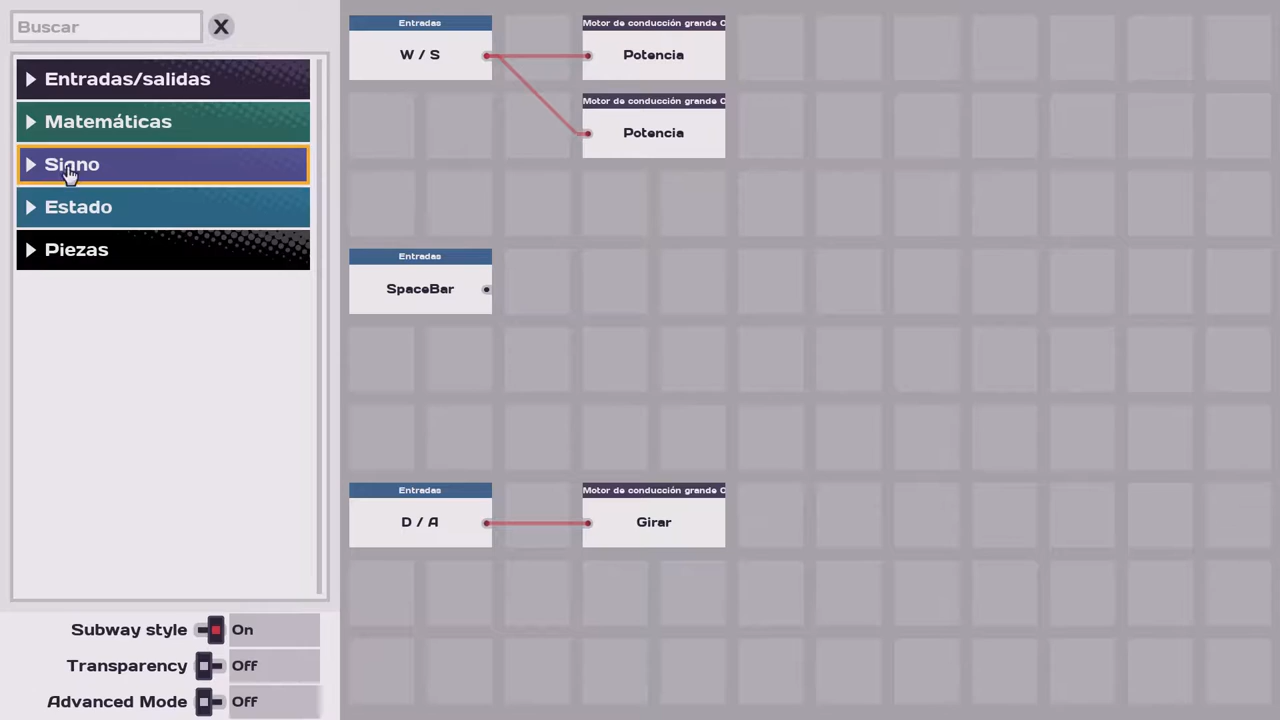 Buscar
X
Entradas/salidas
Matemáticas
Signo
Estado
Piezas
Subway style
On
Transparency
Off
Advanced Mode
Off
Entradas
W / S
Motor de conducción grande C
Potencia
Motor de conducción grande C
Potencia
Entradas
SpaceBar
Entradas
D / A
Motor de conducción grande C
Girar